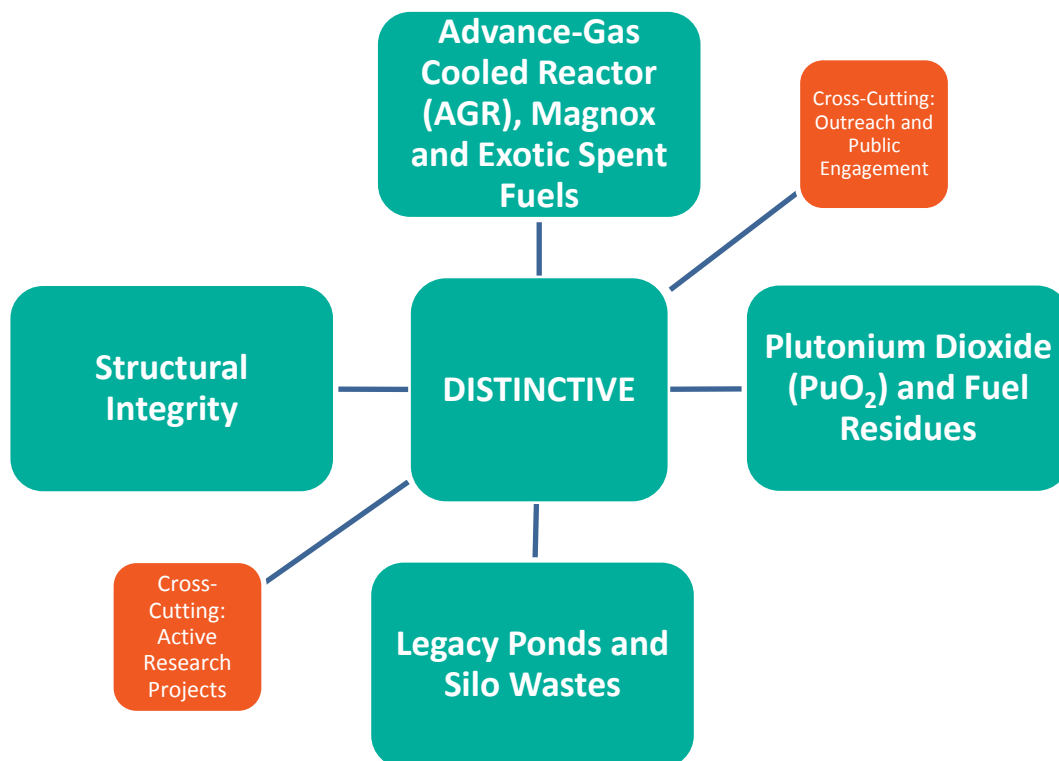 Advance-Gas
Cooled Reactor
(AGR), Magnox
and Exotic Spent
Fuels
Cross-Cutting:
Outreach and
Public
Engagement
Structural
Integrity
DISTINCTIVE
Plutonium Dioxide
(PuO₂) and Fuel
Residues
Cross-
Cutting:
Active
Research
Projects
Legacy Ponds and
Silo Wastes